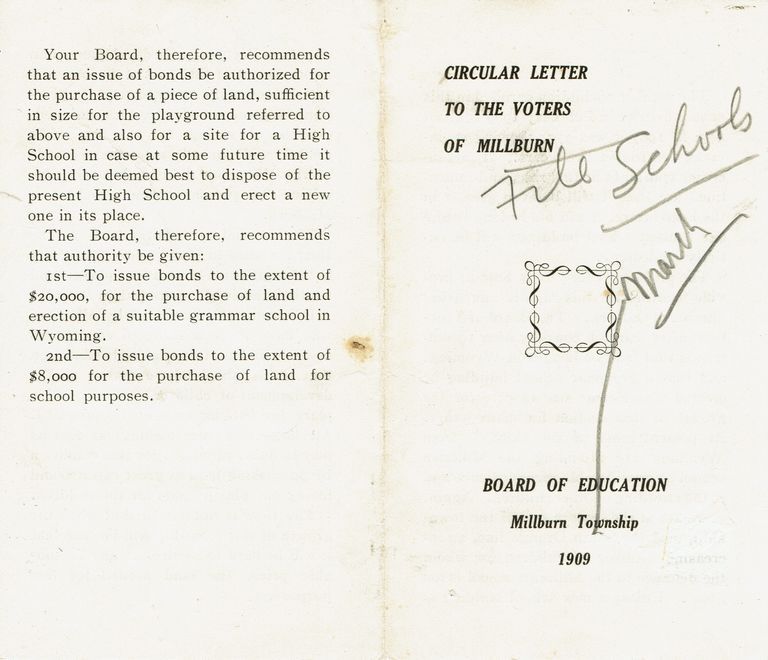 Your Board, therefore, recommends
that an issue of bonds be authorized for
the purchase of a piece of land, sufficient
in size for the playground referred to
above and also for a site for a High
School in case at some future time it
should be deemed best to dispose of the
present High School and erect a new
one in its place.
The Board, therefore, recommends
that authority be given:
1st—To issue bonds to the extent of
$20,000, for the purchase of land and
erection of a suitable grammar school in
Wyoming.
2nd—To issue bonds to the extent of
$8,000 for the purchase of land for
school purposes.
CIRCULAR LETTER
TO THE VOTERS
OF MILLBURN
File Schools
March
BOARD OF EDUCATION
Millburn Township
1909